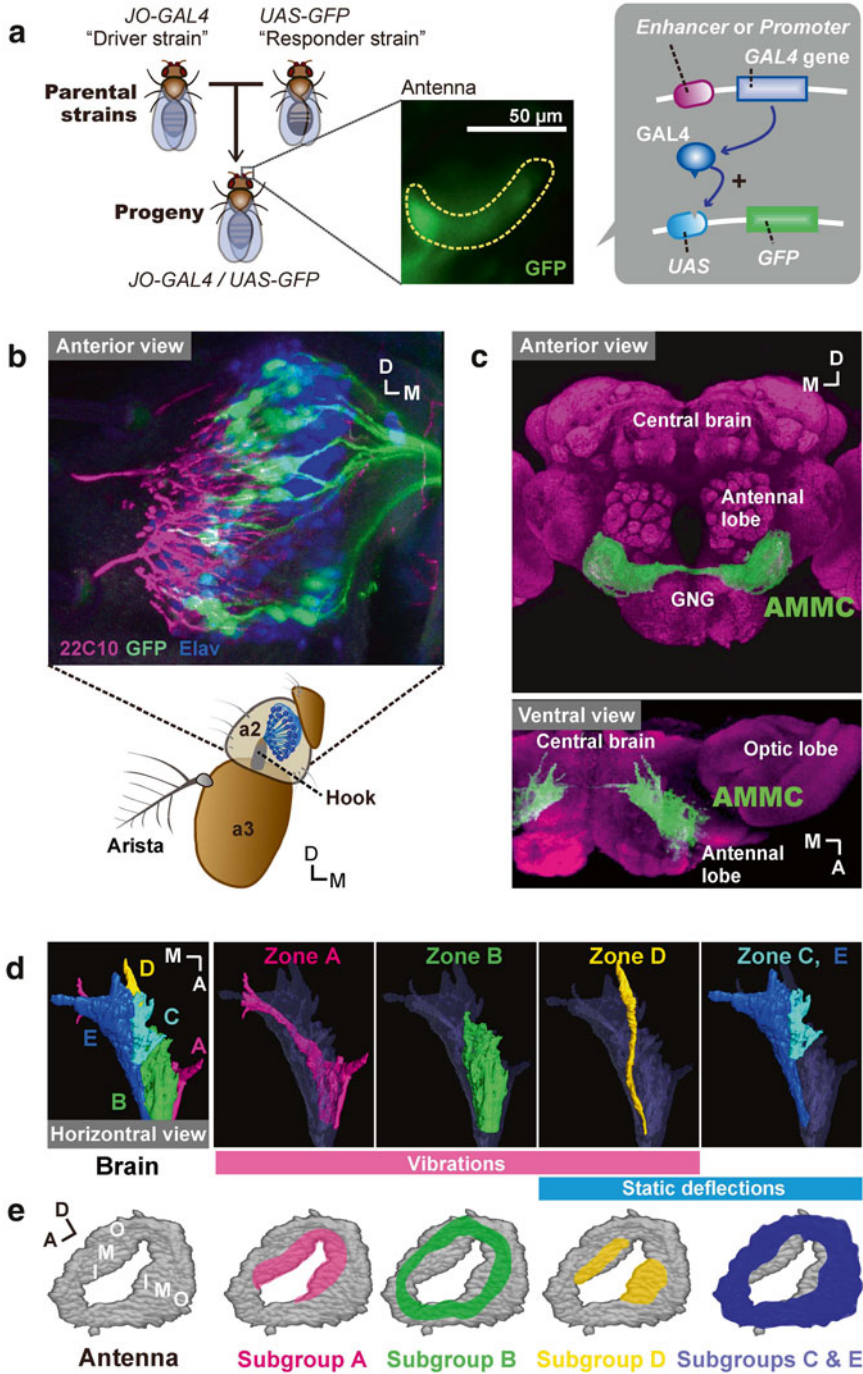 a
JO-GAL4
"Driver strain"
UAS-GFP
"Responder strain"
Parental
strains
Progeny
JO-GAL4 / UAS-GFP
Antenna
50 µm
GFP
Enhancer or Promoter
GAL4 gene
GAL4
+
UAS
GFP
b
Anterior view
D
M
22C10 GFP Elav
a2
Hook
Arista
a3
D
M
c
Anterior view
D
M
Central brain
Antennal
lobe
GNG
AMMC
Ventral view
Central brain
Optic lobe
AMMC
M
A
Antennal
lobe
d
D
M
A
C
E
A
B
Horizontral view
Brain
Zone A
Zone B
Zone D
Zone C, E
Vibrations
Static deflections
e
D
A
O
M
I
I M O
Antenna
Subgroup A
Subgroup B
Subgroup D
Subgroups C & E